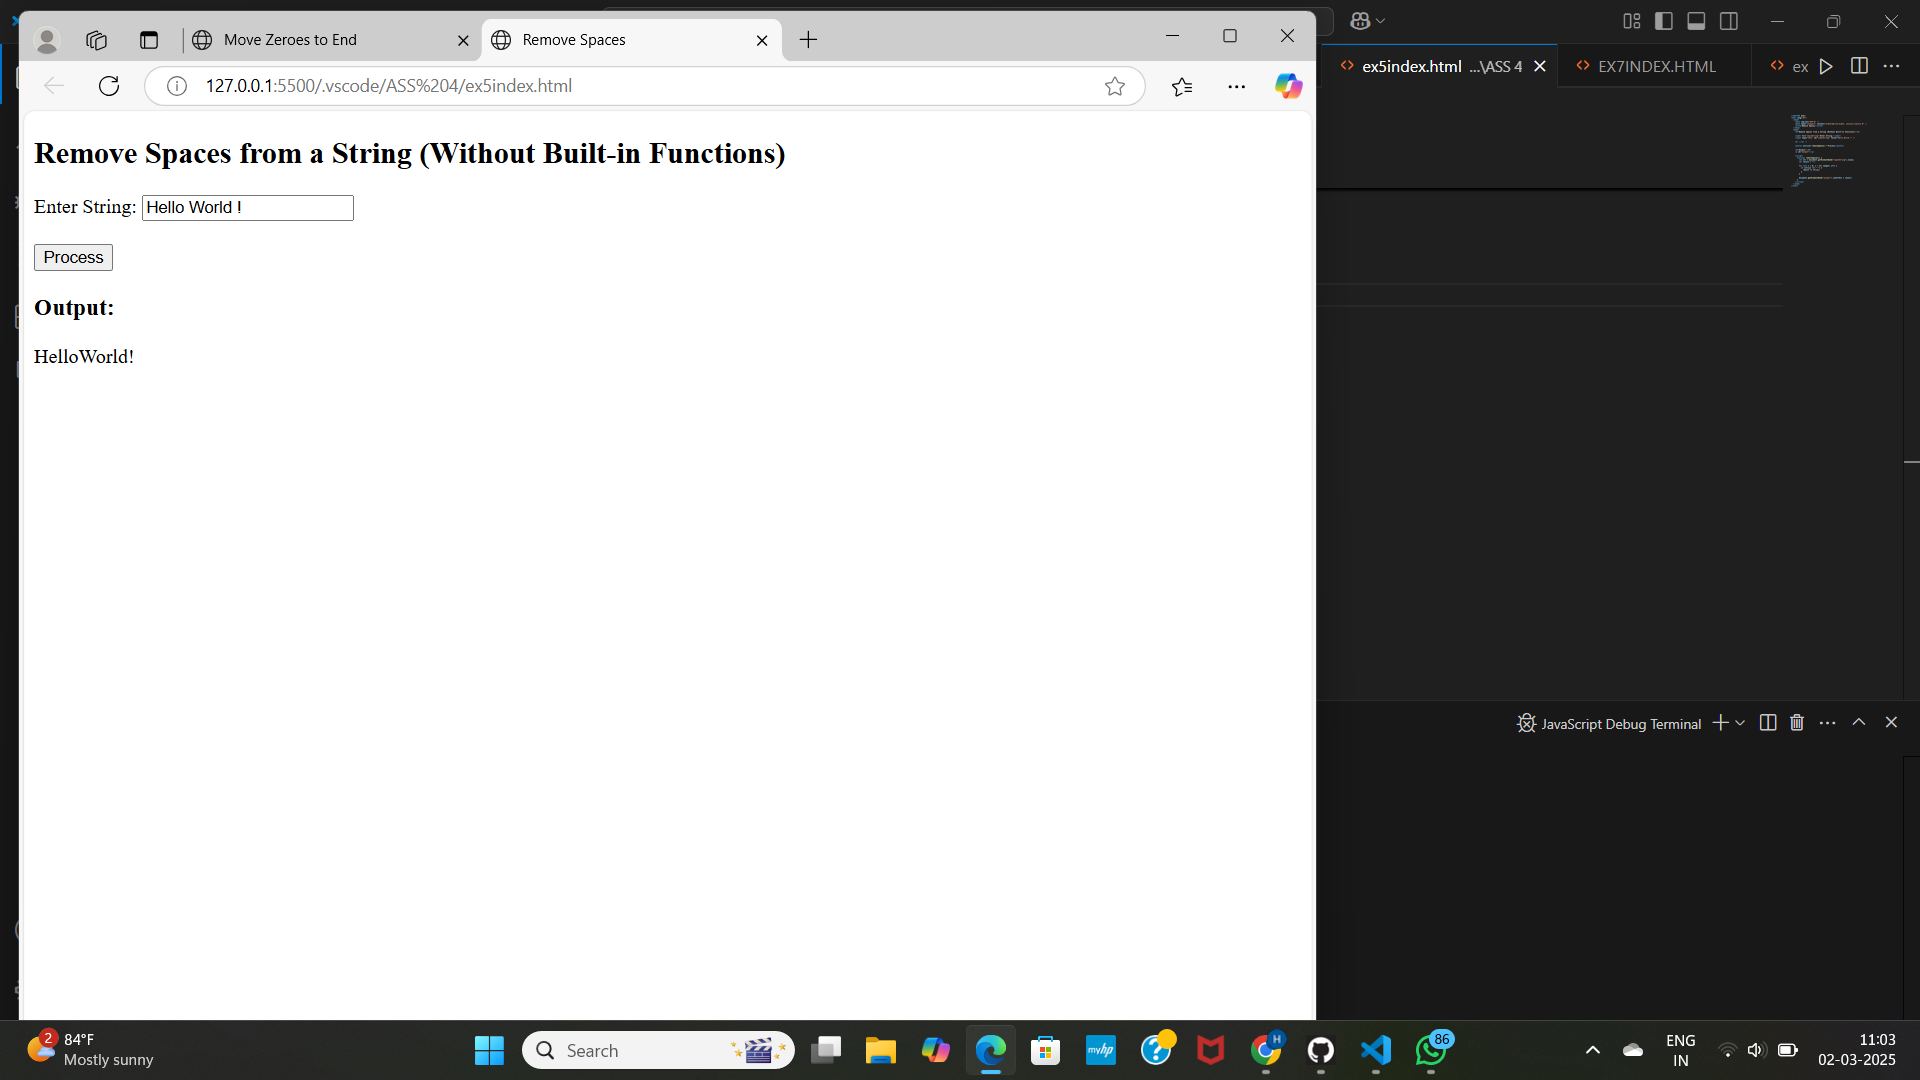 Move Zeroes to End
Remove Spaces
127.0.0.1:5500/.vscode/ASS%204/ex5index.html
ex5index.html ...\ASS 4
EX7INDEX.HTML
ex
Remove Spaces from a String (Without Built-in Functions)
Enter String: Hello World !
Process
Output:
HelloWorld!
JavaScript Debug Terminal
2
84°F
Mostly sunny
Search
myhp
H
86
ENG
IN
11:03
02-03-2025